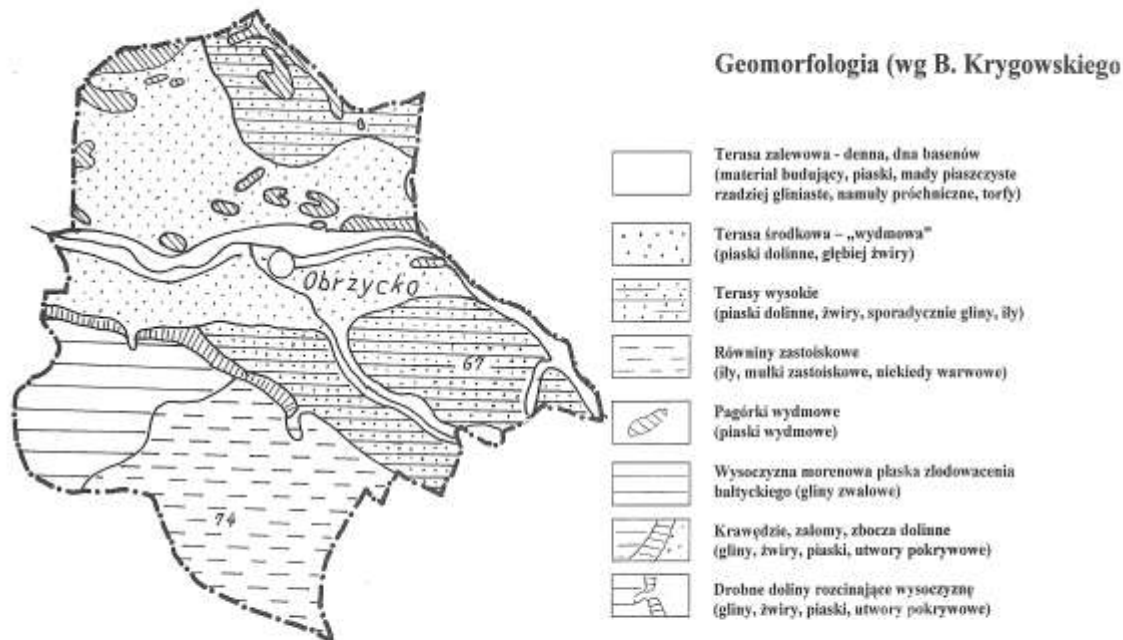 Geomorfologia (wg B. Krygowskiego
Terasa zalewowa - denna, dna basenów
(materiał budujący, piaski, mady piaszczyste
rzadziej gliniaste, namuły próchniczne, torfy)
Terasa środkowa – „wydmowa”
(piaski dolinne, głębiej żwiry)
Terasy wysokie
(piaski dolinne, żwiry, sporadycznie gliny, iły)
Równiny zastoiskowe
(iły, mułki zastoiskowe, niekiedy warwowe)
Pagórki wydmowe
(piaski wydmowe)
Wysoczyzna morenowa płaska zlodowacenia
bałtyckiego (gliny zwałowe)
Krawędzie, załomy, zbocza dolinne
(gliny, żwiry, piaski, utwory pokrywowe)
Drobne doliny rozcinające wysoczyznę
(gliny, żwiry, piaski, utwory pokrywowe)
Obrzycko
67
74